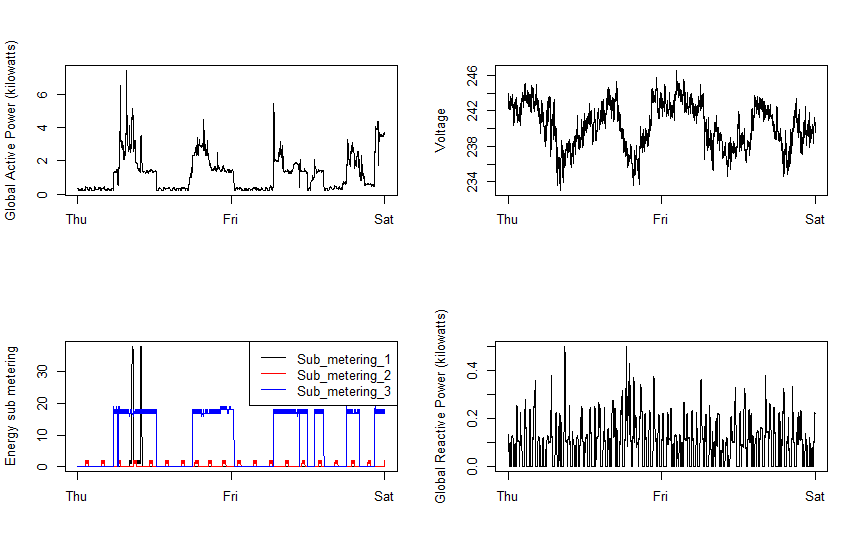 Global Active Power (kilowatts)
6
4
2
0
Thu
Fri
Sat
Voltage
246
242
238
234
Thu
Fri
Sat
Energy sub metering
30
20
10
0
Sub_metering_1
Sub_metering_2
Sub_metering_3
Thu
Fri
Sat
Global Reactive Power (kilowatts)
0.4
0.2
0.0
Thu
Fri
Sat